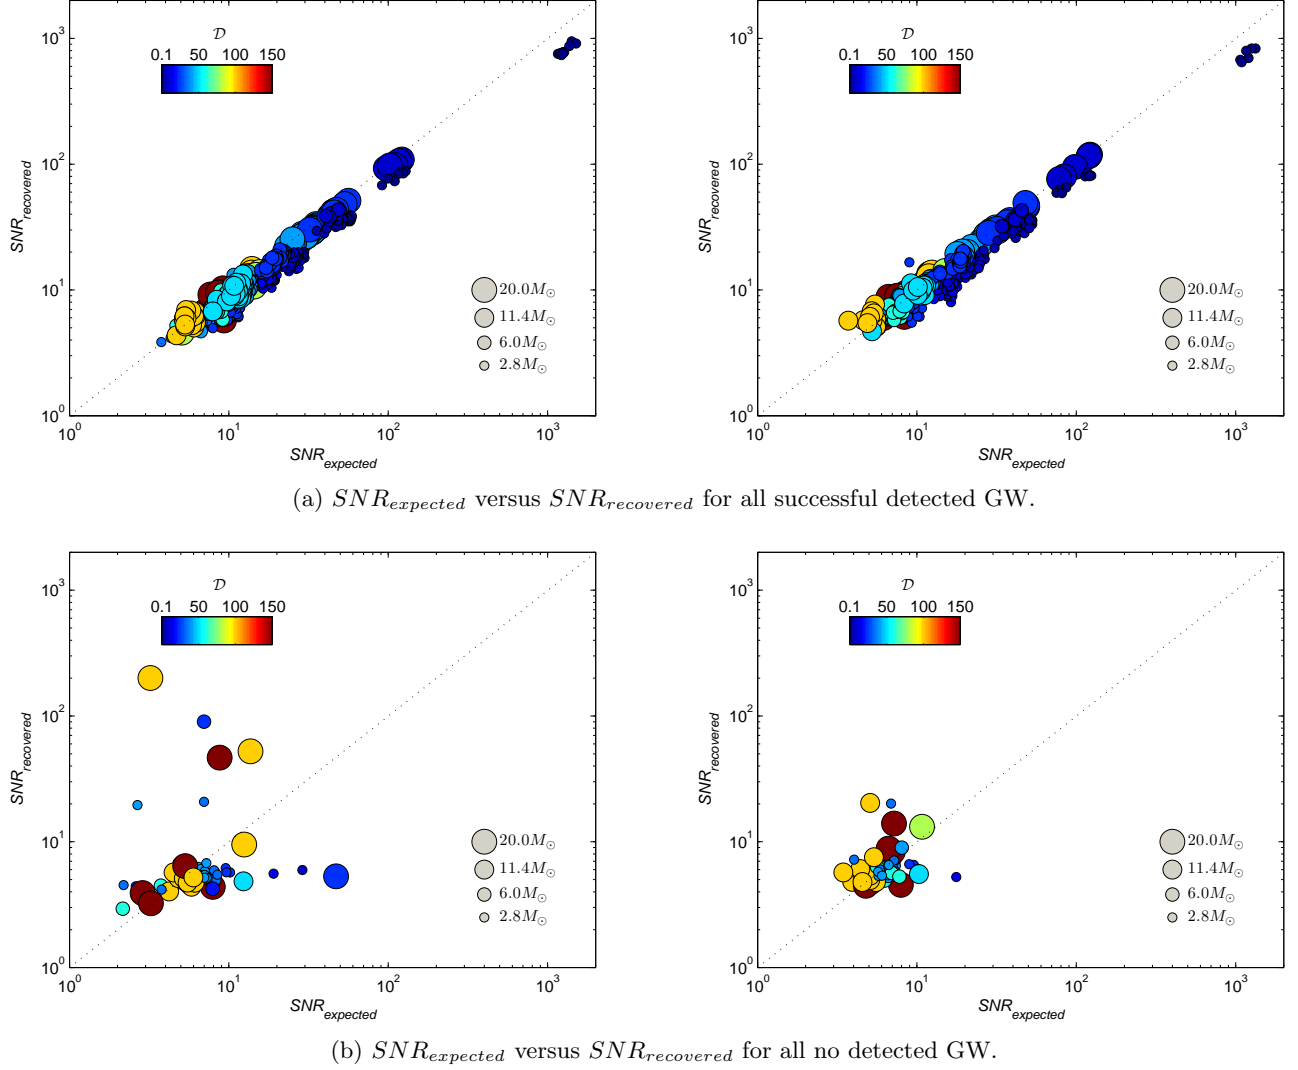 𝒟
0.1 50 100 150
10³
10²
10¹
10⁰
SNR_recovered
20.0M⊙
11.4M⊙
6.0M⊙
2.8M⊙
10⁰ 10¹ 10² 10³
SNR_expected
𝒟
0.1 50 100 150
10³
10²
10¹
10⁰
SNR_recovered
20.0M⊙
11.4M⊙
6.0M⊙
2.8M⊙
10⁰ 10¹ 10² 10³
SNR_expected
(a) SNR_expected versus SNR_recovered for all successful detected GW.
𝒟
0.1 50 100 150
10³
10²
10¹
10⁰
SNR_recovered
20.0M⊙
11.4M⊙
6.0M⊙
2.8M⊙
10⁰ 10¹ 10² 10³
SNR_expected
𝒟
0.1 50 100 150
10³
10²
10¹
10⁰
SNR_recovered
20.0M⊙
11.4M⊙
6.0M⊙
2.8M⊙
10⁰ 10¹ 10² 10³
SNR_expected
(b) SNR_expected versus SNR_recovered for all no detected GW.